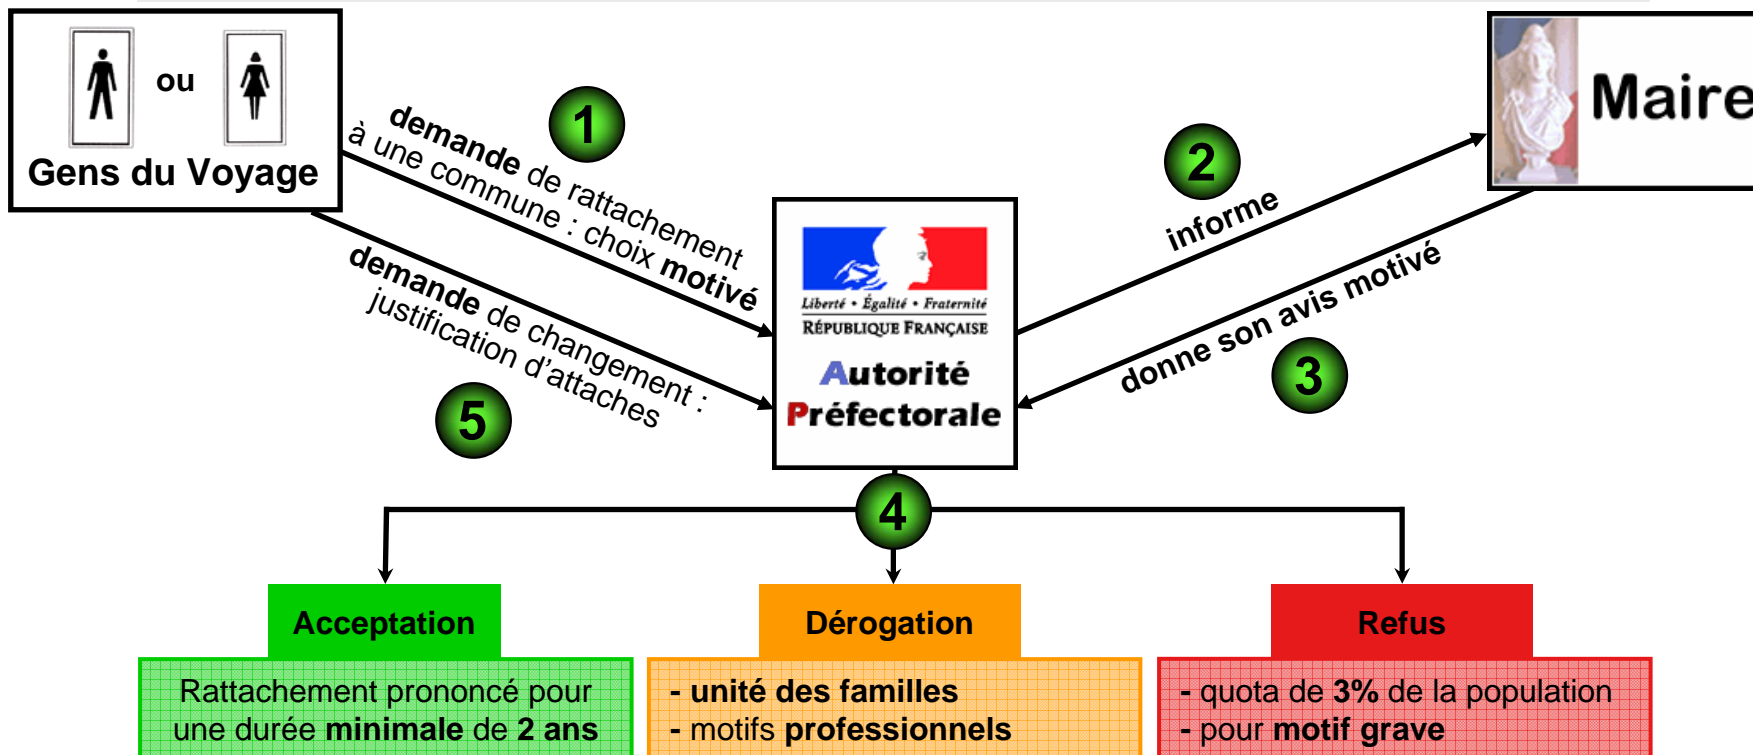 ou
Gens du Voyage
1
demande de rattachement
à une commune : choix motivé
2
informe
Maire
donne son avis motivé
3
Liberté • Égalité • Fraternité
RÉPUBLIQUE FRANÇAISE
Autorité
Préfectorale
demande de changement :
justification d'attaches
5
4
Acceptation
Rattachement prononcé pour
une durée minimale de 2 ans
Dérogation
- unité des familles
- motifs professionnels
Refus
- quota de 3% de la population
- pour motif grave